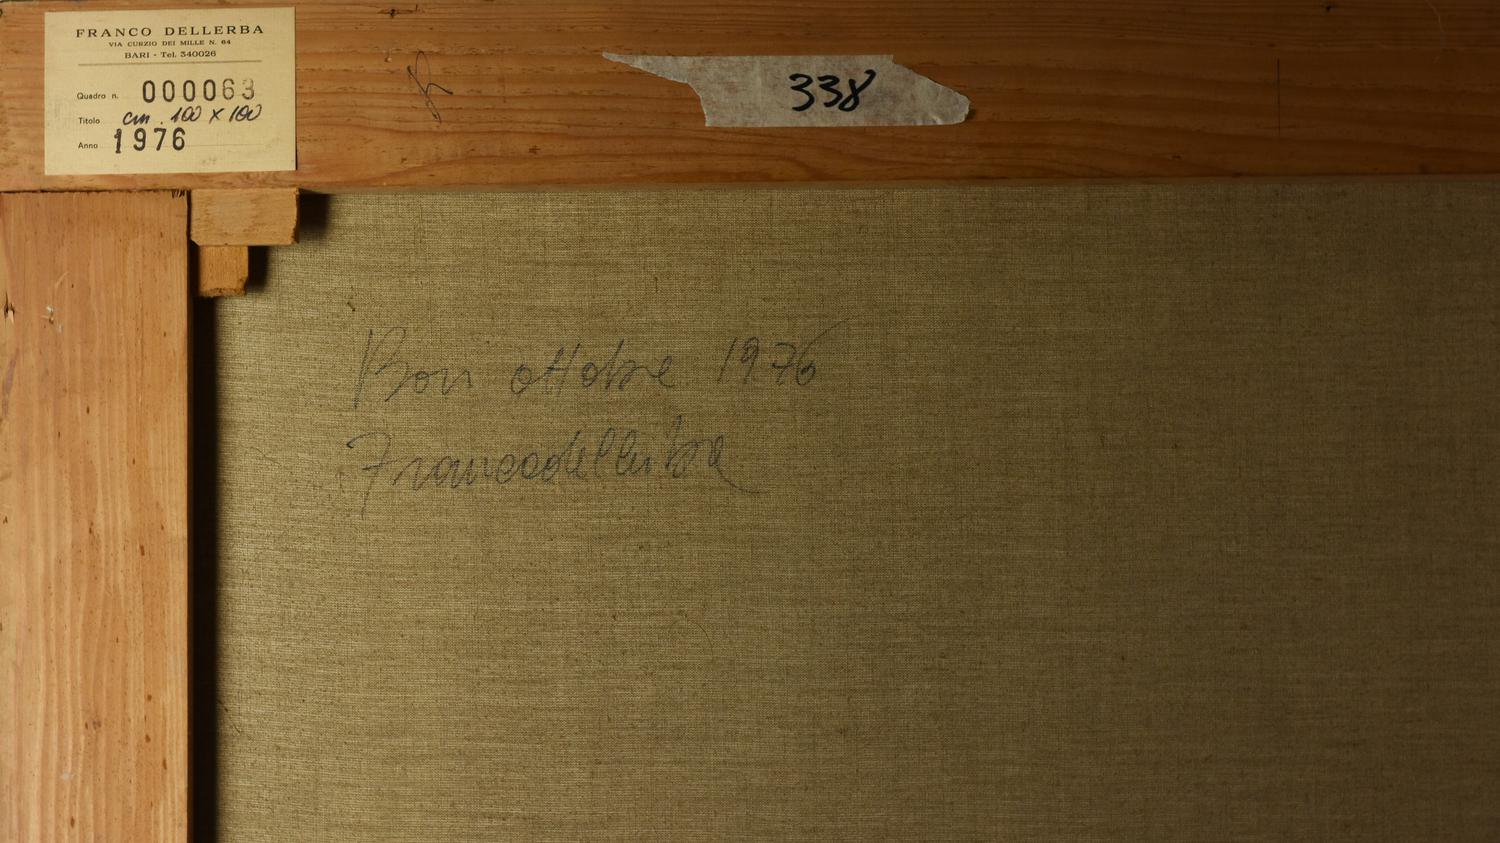 FRANCO DELLERBA
VIA CURZIO DEI MILLE N. 64
BARI - Tel. 340026
Quadro n. 000063
Titolo cm. 100 x 100
Anno 1976
338
ottobre 1976
Francodellerba